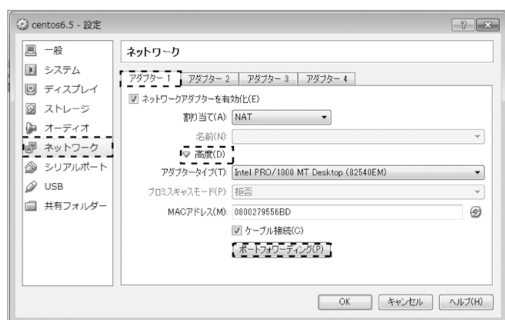 centos6.5 - 設定
一般
システム
ディスプレイ
ストレージ
オーディオ
ネットワーク
シリアルポート
USB
共有フォルダー
ネットワーク
アダプター 1
アダプター 2
アダプター 3
アダプター 4
ネットワークアダプターを有効化(E)
割り当て(A): NAT
名前(N):
高度(D)
アダプタータイプ(T): Intel PRO/1000 MT Desktop (82540EM)
プロミスキャスモード(P): 拒否
MACアドレス(M): 0800279556BD
ケーブル接続(C)
ポートフォワーディング(P)
OK
キャンセル
ヘルプ(H)